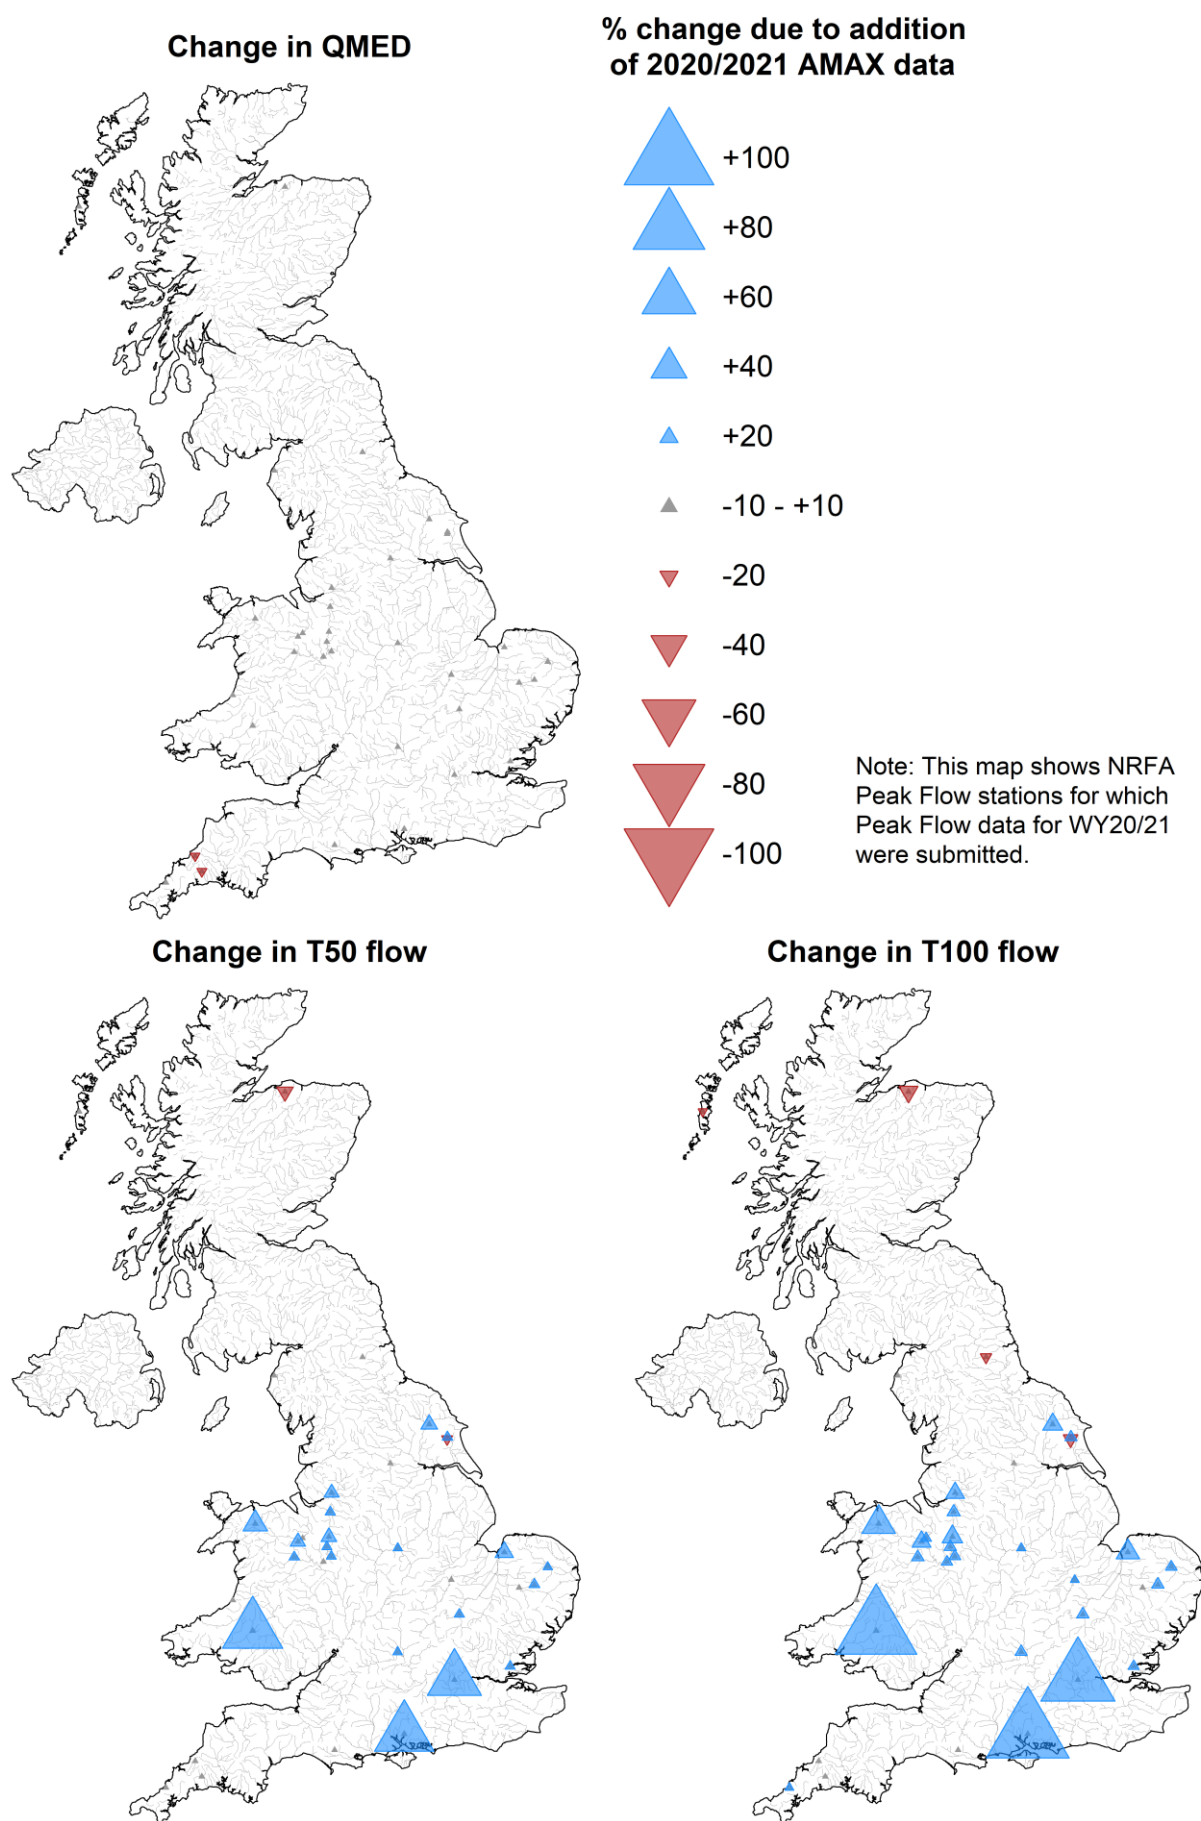 Change in QMED
% change due to addition
of 2020/2021 AMAX data
+100
+80
+60
+40
+20
-10 - +10
-20
-40
-60
-80
-100
Note: This map shows NRFA
Peak Flow stations for which
Peak Flow data for WY20/21
were submitted.
Change in T50 flow
Change in T100 flow